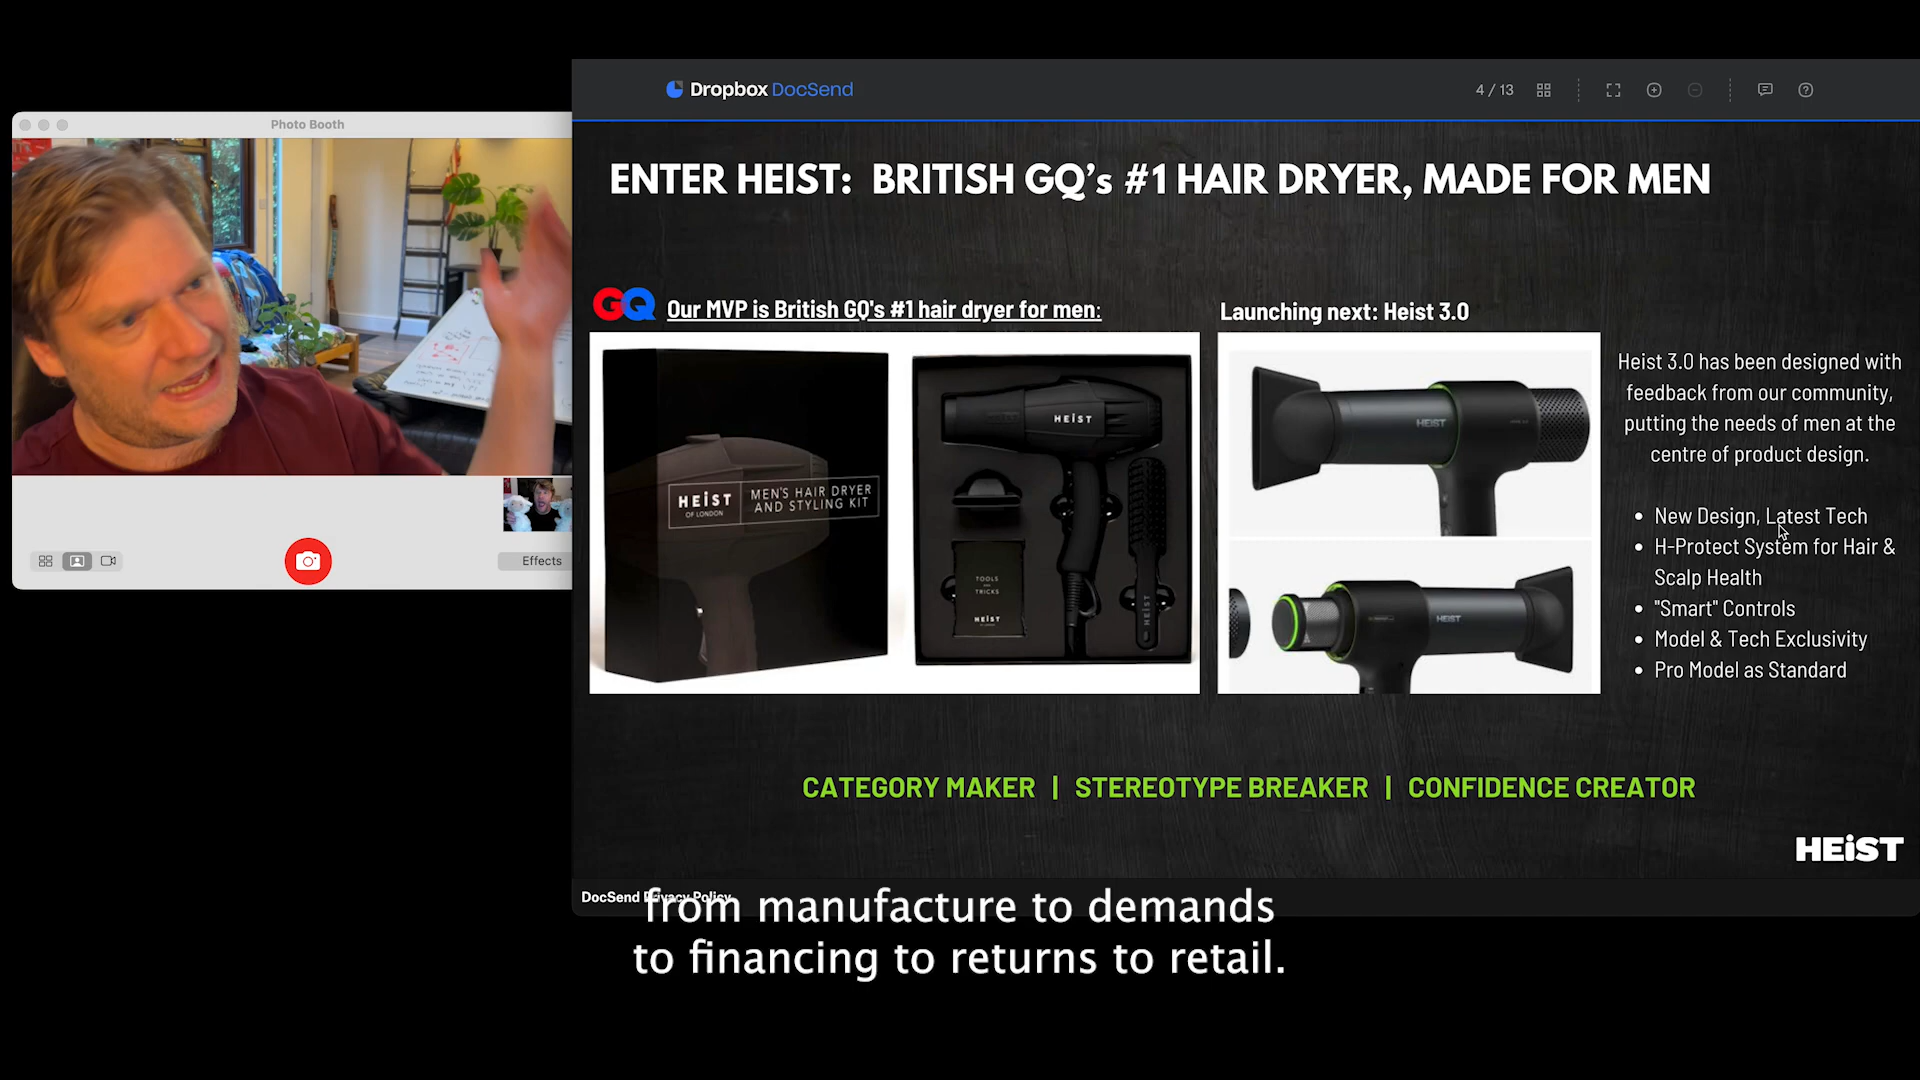 Dropbox DocSend
4 / 13
Photo Booth
ENTER HEIST: BRITISH GQ's #1 HAIR DRYER, MADE FOR MEN
GQ Our MVP is British GQ's #1 hair dryer for men:
Launching next: Heist 3.0
HEiST
OF LONDON
MEN'S HAIR DRYER
AND STYLING KIT
HEiST
TOOLS
TRICKS
HEiST
HEiST
HEIST
HEIST
Heist 3.0 has been designed with
feedback from our community,
putting the needs of men at the
centre of product design.
• New Design, Latest Tech
• H-Protect System for Hair &
Scalp Health
• "Smart" Controls
• Model & Tech Exclusivity
• Pro Model as Standard
Effects
CATEGORY MAKER | STEREOTYPE BREAKER | CONFIDENCE CREATOR
HEiST
DocSend Privacy Policy
from manufacture to demands
to financing to returns to retail.